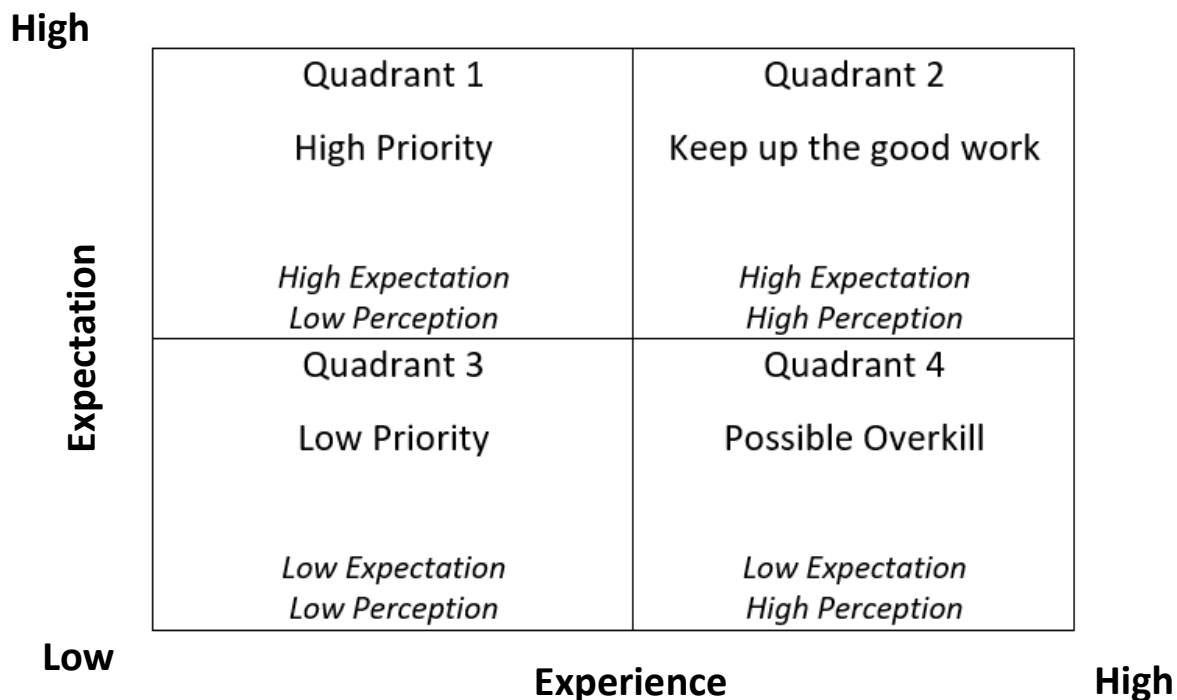 High
Quadrant 1
High Priority
High Expectation
Low Perception
Quadrant 2
Keep up the good work
High Expectation
High Perception
Expectation
Quadrant 3
Low Priority
Low Expectation
Low Perception
Quadrant 4
Possible Overkill
Low Expectation
High Perception
Low
Experience
High